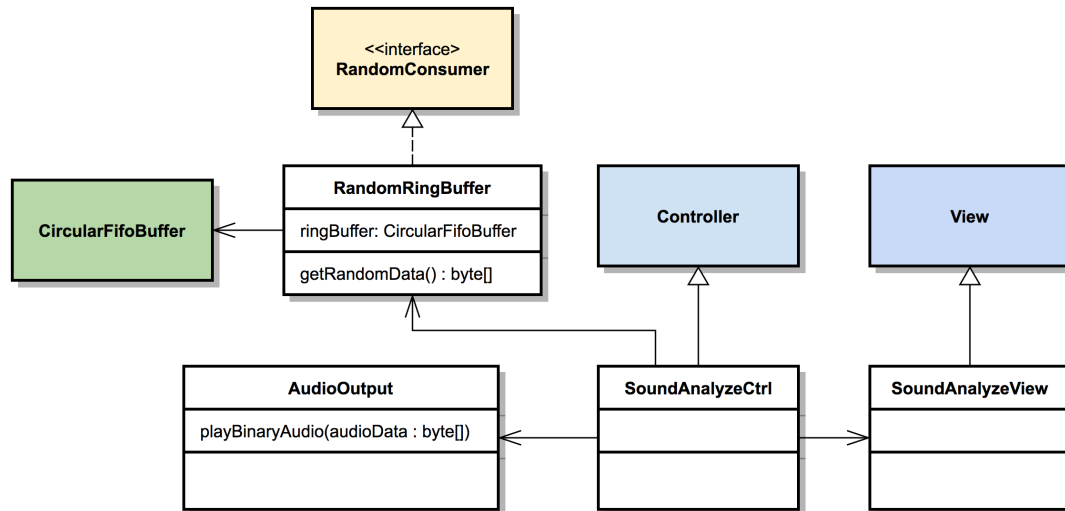 <<interface>
RandomConsumer
CircularFifoBuffer
RandomRingBuffer
ringBuffer: CircularFifoBuffer
getRandomData() : byte[]
Controller
View
AudioOutput
playBinaryAudio(audioData : byte[])
SoundAnalyzeCtrl
SoundAnalyzeView